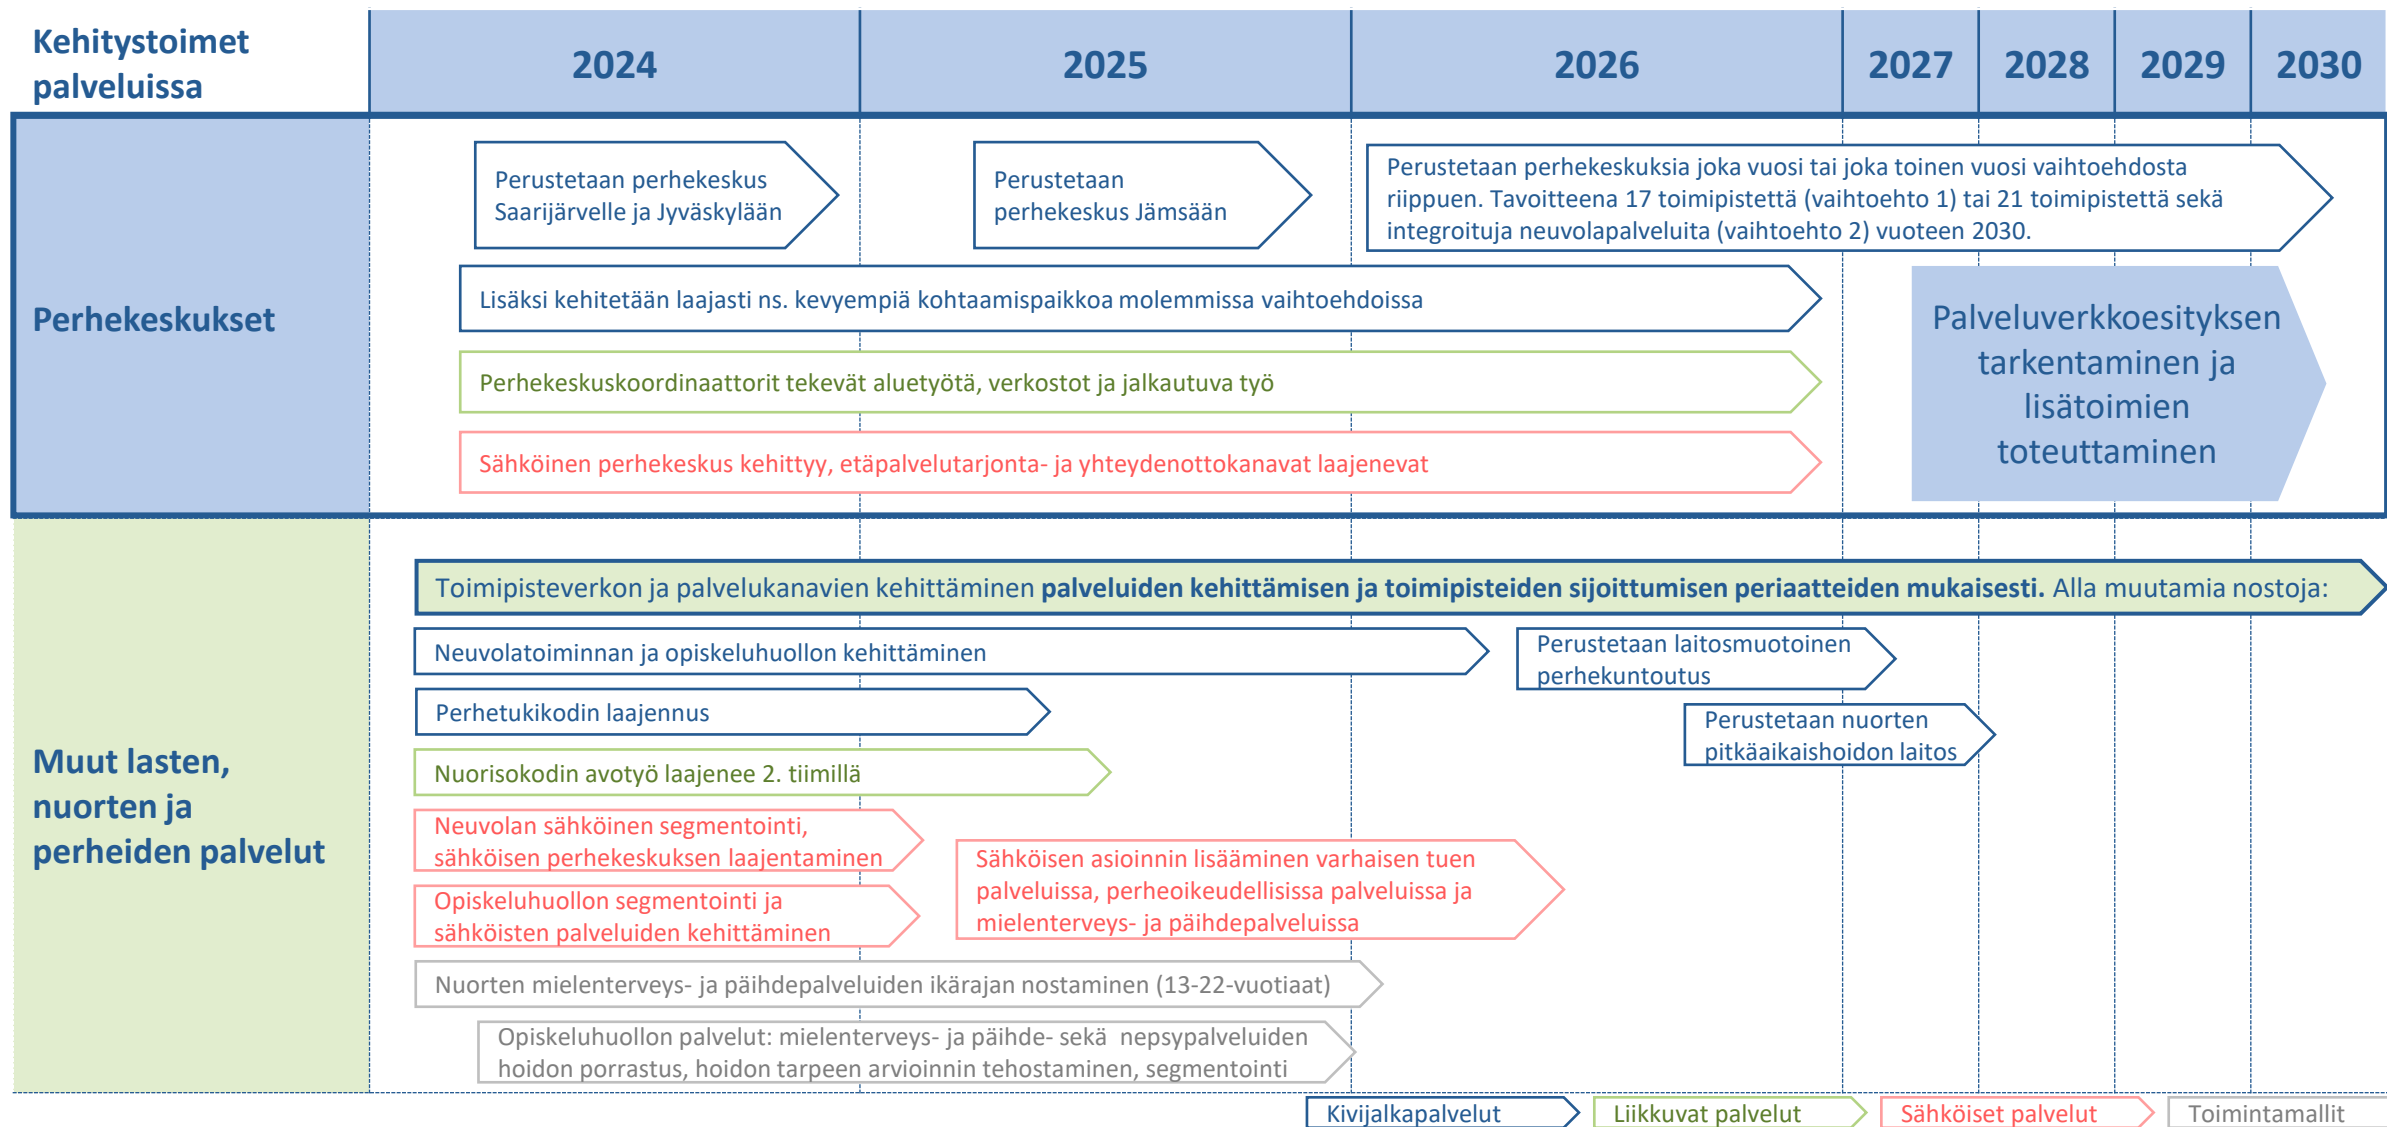 Kehitystoimet
palveluissa
2024
2025
2026
2027
2028
2029
2030
Perhekeskukset
Perustetaan perhekeskus
Saarijärvelle ja Jyväskylään
Perustetaan
perhekeskus Jämsään
Perustetaan perhekeskuksia joka vuosi tai joka toinen vuosi vaihtoehdosta
riippuen. Tavoitteena 17 toimipistettä (vaihtoehto 1) tai 21 toimipistettä sekä
integroituja neuvolapalveluita (vaihtoehto 2) vuoteen 2030.
Lisäksi kehitetään laajasti ns. kevyempiä kohtaamispaikkoa molemmissa vaihtoehdoissa
Perhekeskuskoordinaattorit tekevät aluetyötä, verkostot ja jalkautuva työ
Sähköinen perhekeskus kehittyy, etäpalvelutarjonta- ja yhteydenottokanavat laajenevat
Palveluverkkoesityksen
tarkentaminen ja
lisätoimien
toteuttaminen
Muut lasten,
nuorten ja
perheiden palvelut
Toimipisteverkon ja palvelukanavien kehittäminen palveluiden kehittämisen ja toimipisteiden sijoittumisen periaatteiden mukaisesti. Alla muutamia nostoja:
Neuvolatoiminnan ja opiskeluhuollon kehittäminen
Perustetaan laitosmuotoinen
perhekuntoutus
Perhetukikodin laajennus
Perustetaan nuorten
pitkäaikaishoidon laitos
Nuorisokodin avotyö laajenee 2. tiimillä
Neuvolan sähköinen segmentointi,
sähköisen perhekeskuksen laajentaminen
Opiskeluhuollon segmentointi ja
sähköisten palveluiden kehittäminen
Sähköisen asioinnin lisääminen varhaisen tuen
palveluissa, perheoikeudellisissa palveluissa ja
mielenterveys- ja päihdepalveluissa
Nuorten mielenterveys- ja päihdepalveluiden ikärajan nostaminen (13-22-vuotiaat)
Opiskeluhuollon palvelut: mielenterveys- ja päihde- sekä  nepsypalveluiden
hoidon porrastus, hoidon tarpeen arvioinnin tehostaminen, segmentointi
Kivijalkapalvelut
Liikkuvat palvelut
Sähköiset palvelut
Toimintamallit